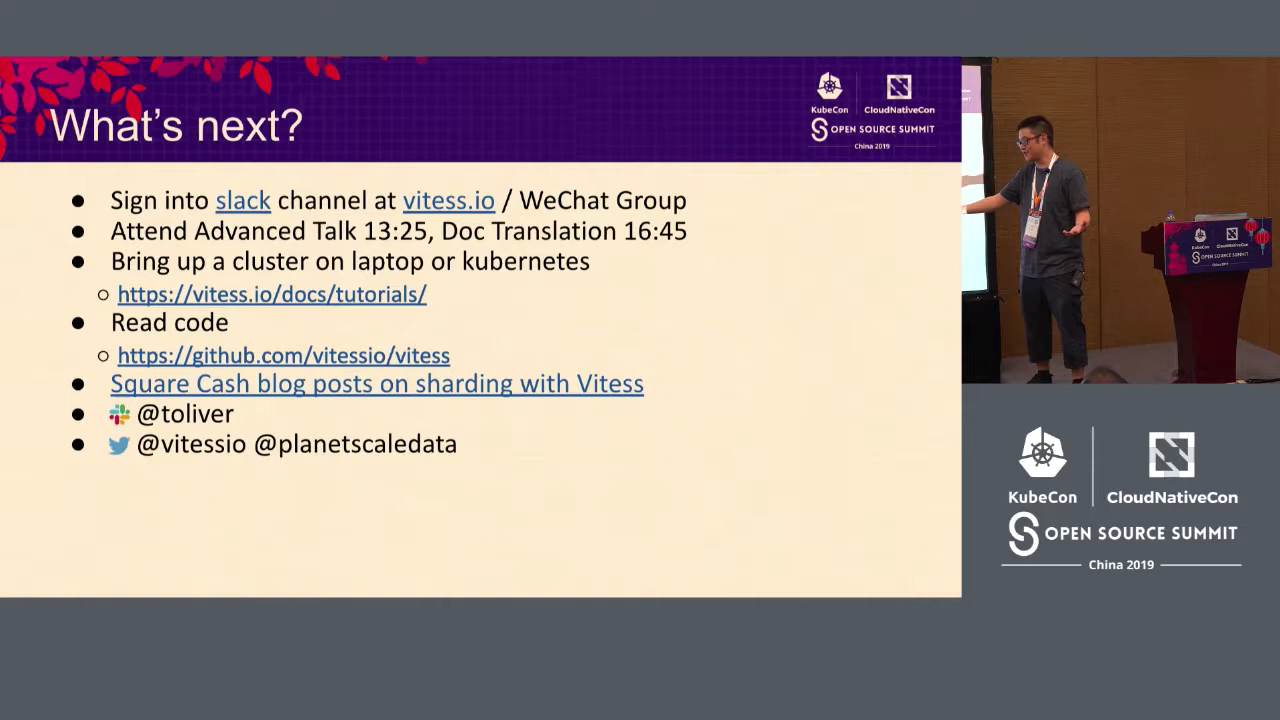 What's next?
KubeCon
CloudNativeCon
OPEN SOURCE SUMMIT
China 2019
● Sign into slack channel at vitess.io / WeChat Group
● Attend Advanced Talk 13:25, Doc Translation 16:45
● Bring up a cluster on laptop or kubernetes
○ https://vitess.io/docs/tutorials/
● Read code
○ https://github.com/vitessio/vitess
● Square Cash blog posts on sharding with Vitess
● @toliver
● @vitessio @planetscaledata
OPEN SOURCE SUMMIT
KubeCon
CloudNativeCon
OPEN SOURCE SUMMIT
China 2019